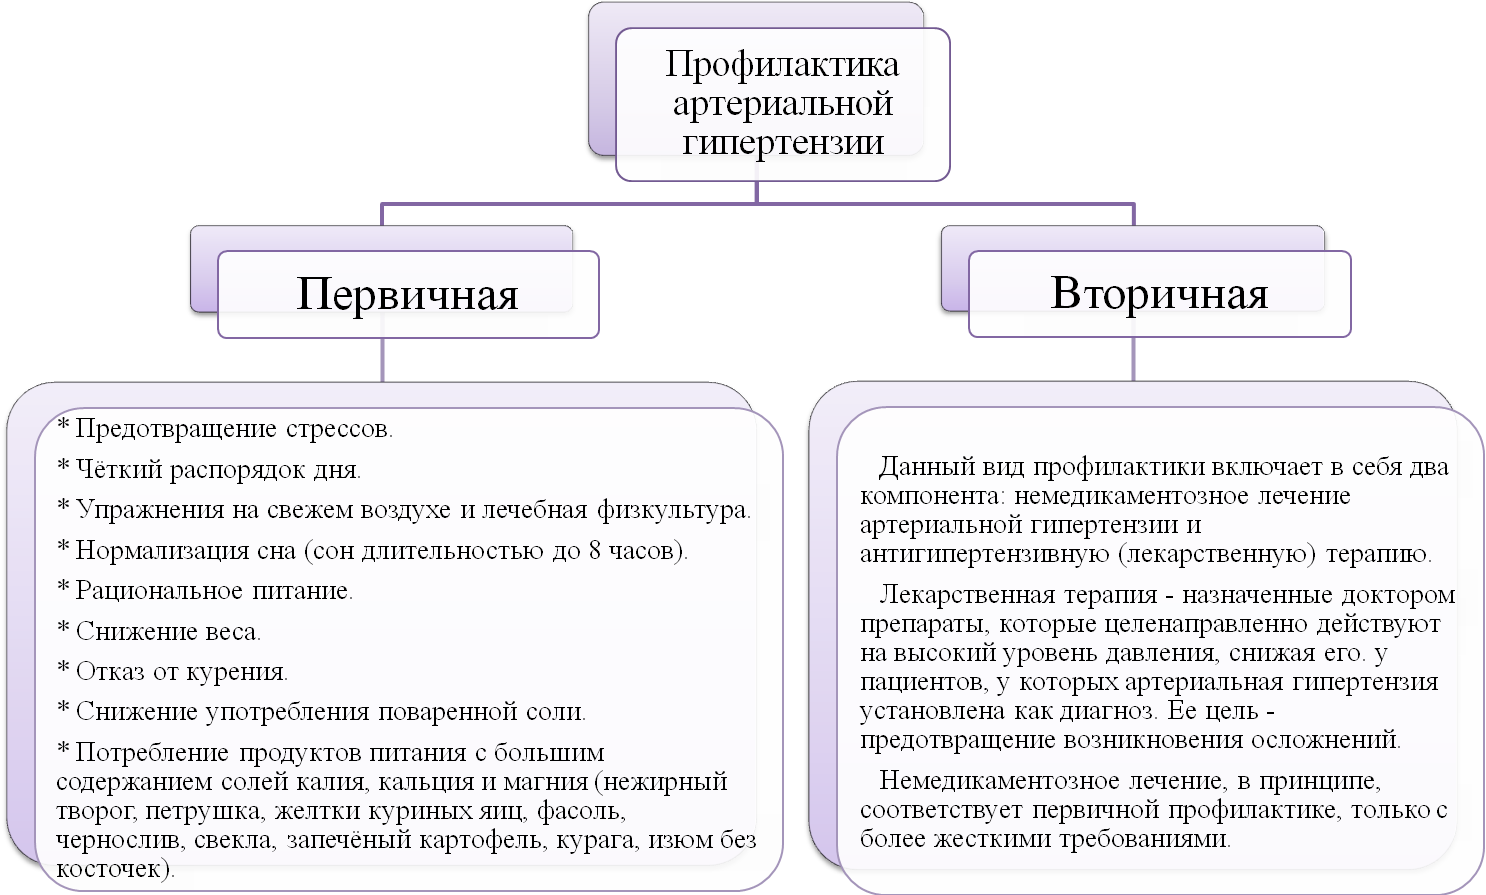 Профилактика
артериальной
гипертензии
Первичная
Вторичная
* Предотвращение стрессов.
* Чёткий распорядок дня.
* Упражнения на свежем воздухе и лечебная физкультура.
* Нормализация сна (сон длительностью до 8 часов).
* Рациональное питание.
* Снижение веса.
* Отказ от курения.
* Снижение употребления поваренной соли.
* Потребление продуктов питания с большим
содержанием солей калия, кальция и магния (нежирный
творог, петрушка, желтки куриных яиц, фасоль,
чернослив, свекла, запечёный картофель, курага, изюм без
косточек).
Данный вид профилактики включает в себя два
компонента: немедикаментозное лечение
артериальной гипертензии и
антигипертензивную (лекарственную) терапию.
Лекарственная терапия - назначенные доктором
препараты, которые целенаправленно действуют
на высокий уровень давления, снижая его. у
пациентов, у которых артериальная гипертензия
установлена как диагноз. Ее цель -
предотвращение возникновения осложнений.
Немедикаментозное лечение, в принципе,
соответствует первичной профилактике, только с
более жесткими требованиями.